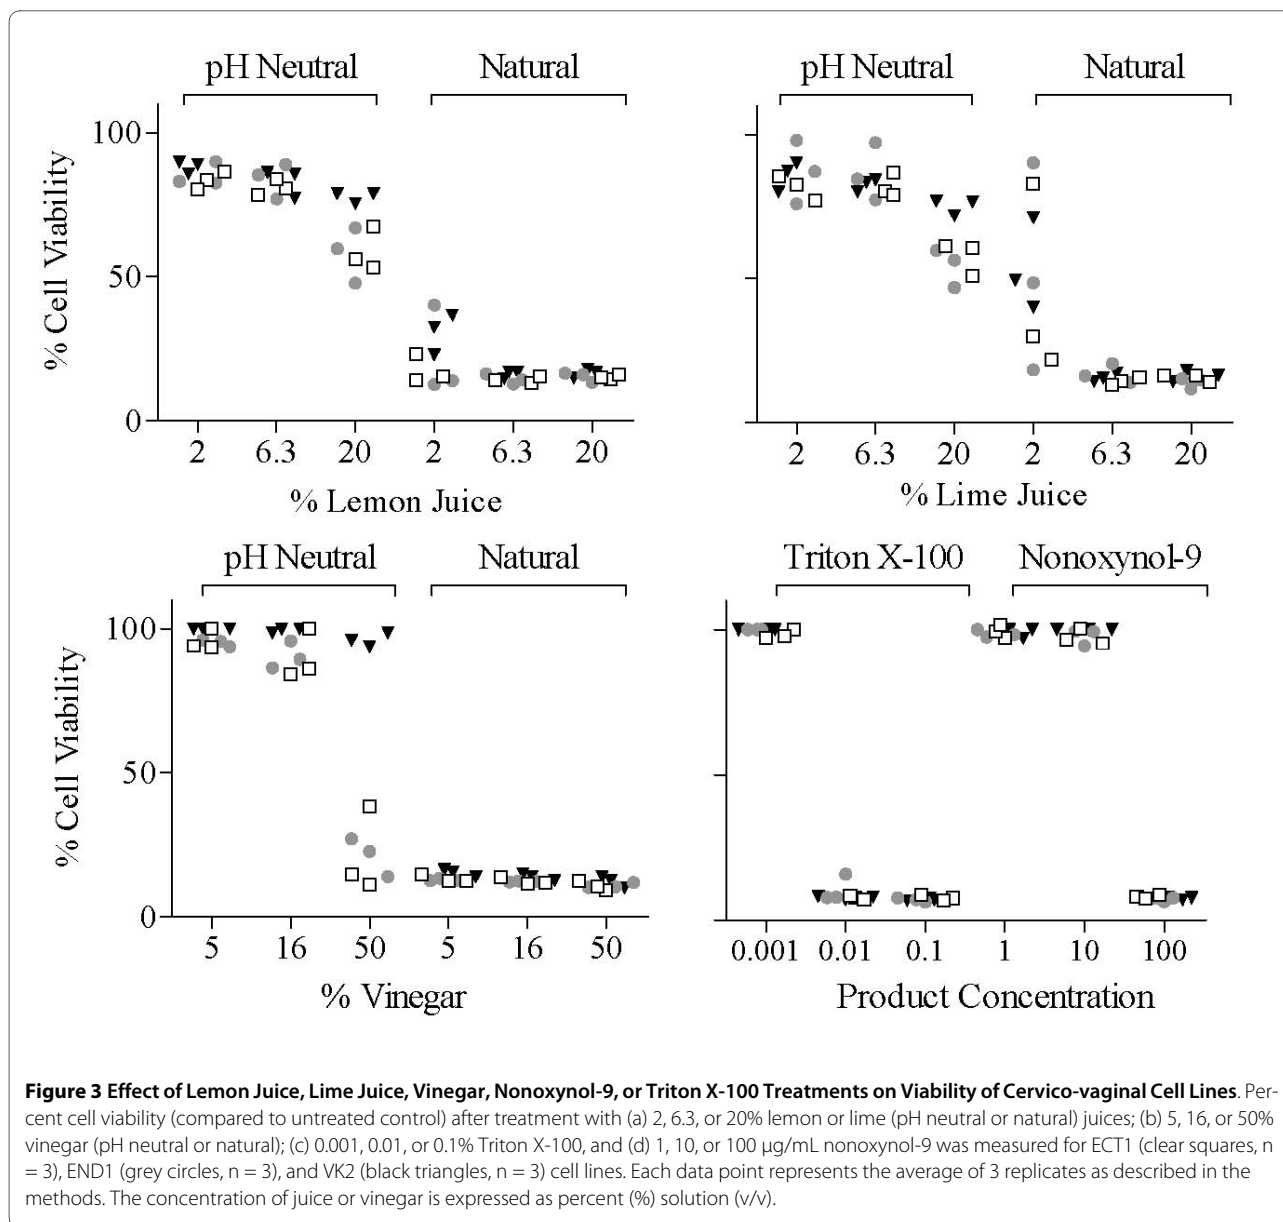 pH Neutral Natural
100
50
0
% Cell Viability
2 6.3 20 2 6.3 20
% Lemon Juice
pH Neutral Natural
2 6.3 20 2 6.3 20
% Lime Juice
pH Neutral Natural
100
50
0
% Cell Viability
5 16 50 5 16 50
% Vinegar
Triton X-100 Nonoxynol-9
0.001 0.01 0.1 1 10 100
Product Concentration
Figure 3 Effect of Lemon Juice, Lime Juice, Vinegar, Nonoxynol-9, or Triton X-100 Treatments on Viability of Cervico-vaginal Cell Lines. Per-
cent cell viability (compared to untreated control) after treatment with (a) 2, 6.3, or 20% lemon or lime (pH neutral or natural) juices; (b) 5, 16, or 50%
vinegar (pH neutral or natural); (c) 0.001, 0.01, or 0.1% Triton X-100, and (d) 1, 10, or 100 μg/mL nonoxynol-9 was measured for ECT1 (clear squares, n
= 3), END1 (grey circles, n = 3), and VK2 (black triangles, n = 3) cell lines. Each data point represents the average of 3 replicates as described in the
methods. The concentration of juice or vinegar is expressed as percent (%) solution (v/v).